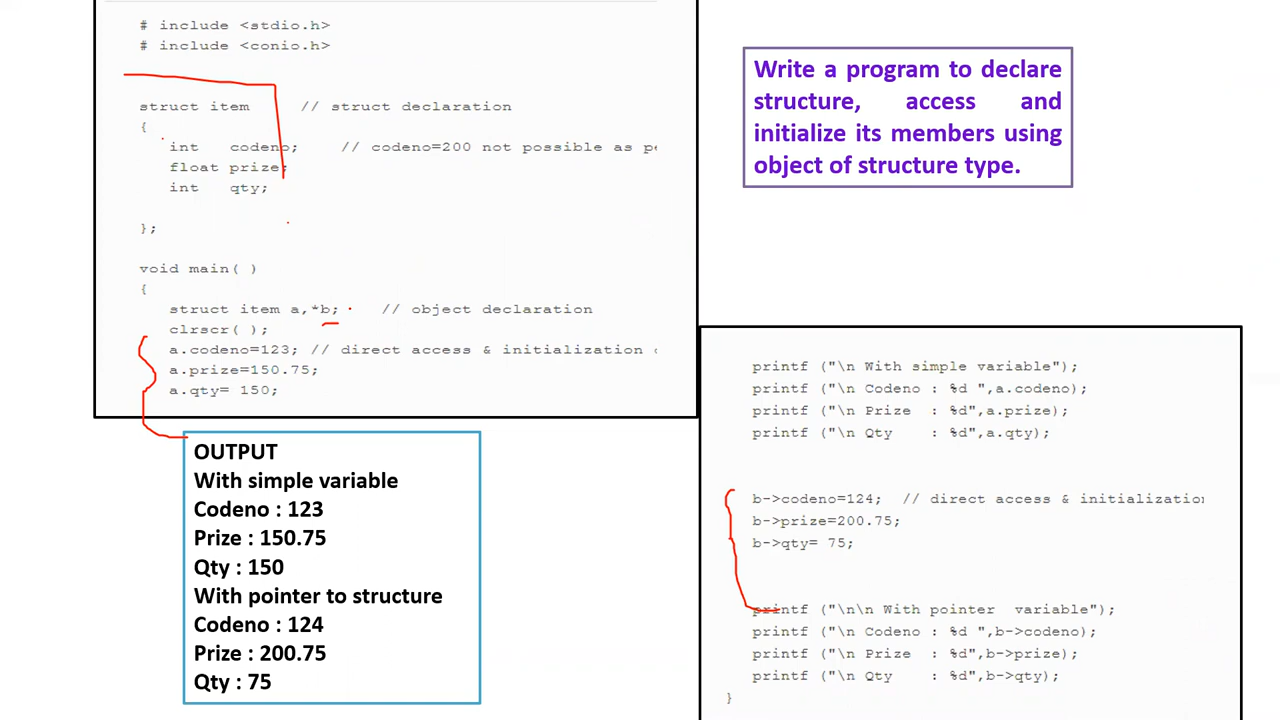 # include <stdio.h>
# include <conio.h>
struct item // struct declaration
{
int codeno; // codeno=200 not possible as pe
float prize;
int qty;
};
void main( )
{
struct item a,*b; // object declaration
clrscr( );
a.codeno=123; // direct access & initialization
a.prize=150.75;
a.qty= 150;
Write a program to declare
structure, access and
initialize its members using
object of structure type.
OUTPUT
With simple variable
Codeno : 123
Prize : 150.75
Qty : 150
With pointer to structure
Codeno : 124
Prize : 200.75
Qty : 75
printf ("\n With simple variable");
printf ("\n Codeno : %d ",a.codeno);
printf ("\n Prize : %d",a.prize);
printf ("\n Qty : %d",a.qty);
b->codeno=124; // direct access & initialization
b->prize=200.75;
b->qty= 75;
printf ("\n\n With pointer variable");
printf ("\n Codeno : %d ",b->codeno);
printf ("\n Prize : %d",b->prize);
printf ("\n Qty : %d",b->qty);
}